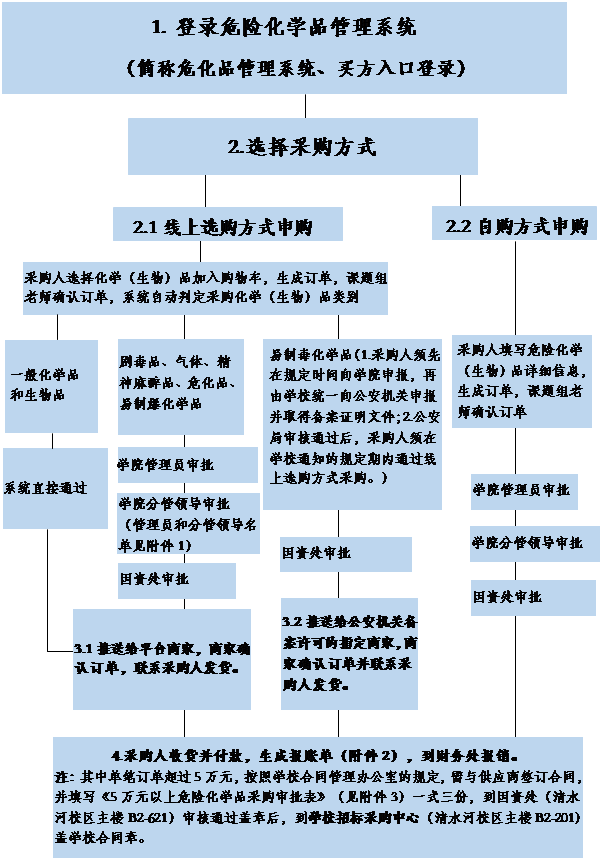 1. 登录危险化学品管理系统
（简称危化品管理系统、买方入口登录）
2.选择采购方式
2.1 线上选购方式申购
2.2 自购方式申购
采购人选择化学（生物）品加入购物车，生成订单，课题组
老师确认订单，系统自动判定采购化学（生物）品类别
一般化学品
和生物品
系统直接通过
剧毒品、气体、精
神麻醉品、危化品、
易制爆化学品
学院管理员审批
学院分管领导审批
（管理员和分管领导名
单见附件 1）
国资处审批
易制毒化学品(1.采购人须先
在规定时间向学院申报，再
由学校统一向公安机关申报
并取得备案证明文件;2.公安
局审核通过后，采购人须在
学校通知的规定期内通过线
上选购方式采购。)
国资处审批
采购人填写危险化学
（生物）品详细信息，
生成订单，课题组老
师确认订单
学院管理员审批
学院分管领导审批
国资处审批
3.1 推送给平台商家，商家确
认订单，联系采购人发货。
3.2 推送给公安机关备
案许可的指定商家，商
家确认订单并联系采
购人发货。
4.采购人收货并付款，生成报账单（附件 2），到财务处报销。
注：其中单笔订单超过 5 万元，按照学校合同管理办公室的规定，需与供应商签订合同，
并填写《5 万元以上危险化学品采购审批表》（见附件 3）一式三份，到国资处（清水
河校区主楼 B2-621）审核通过盖章后，到学校招标采购中心（清水河校区主楼 B2-201）
盖学校合同章。